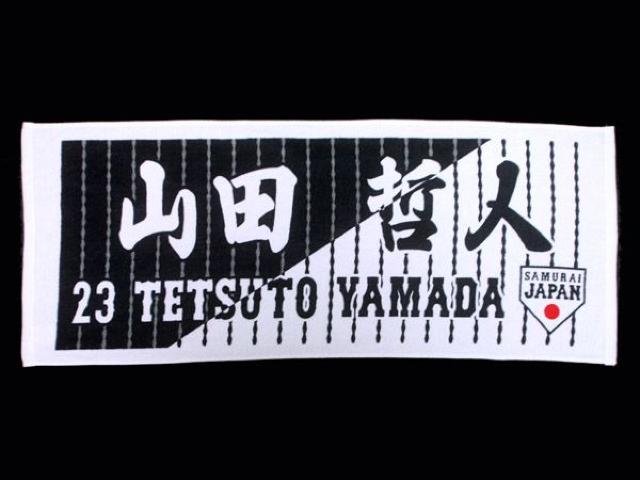 山田 哲人
23 TETSUTO YAMADA
SAMURAI
JAPAN